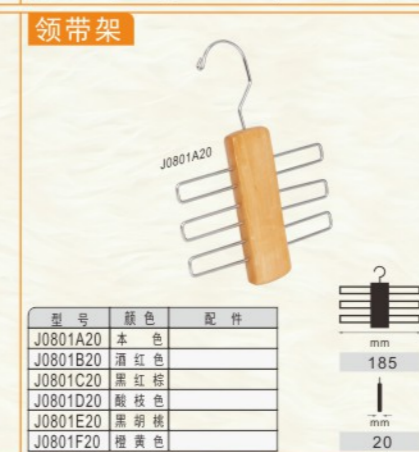 领带架
J0801A20
型 号 颜 色 配 件
J0801A20 本 色
J0801B20 酒 红 色
J0801C20 黑 红 棕
J0801D20 酸 枝 色
J0801E20 黑 胡 桃
J0801F20 橙 黄 色
mm
185
mm
20